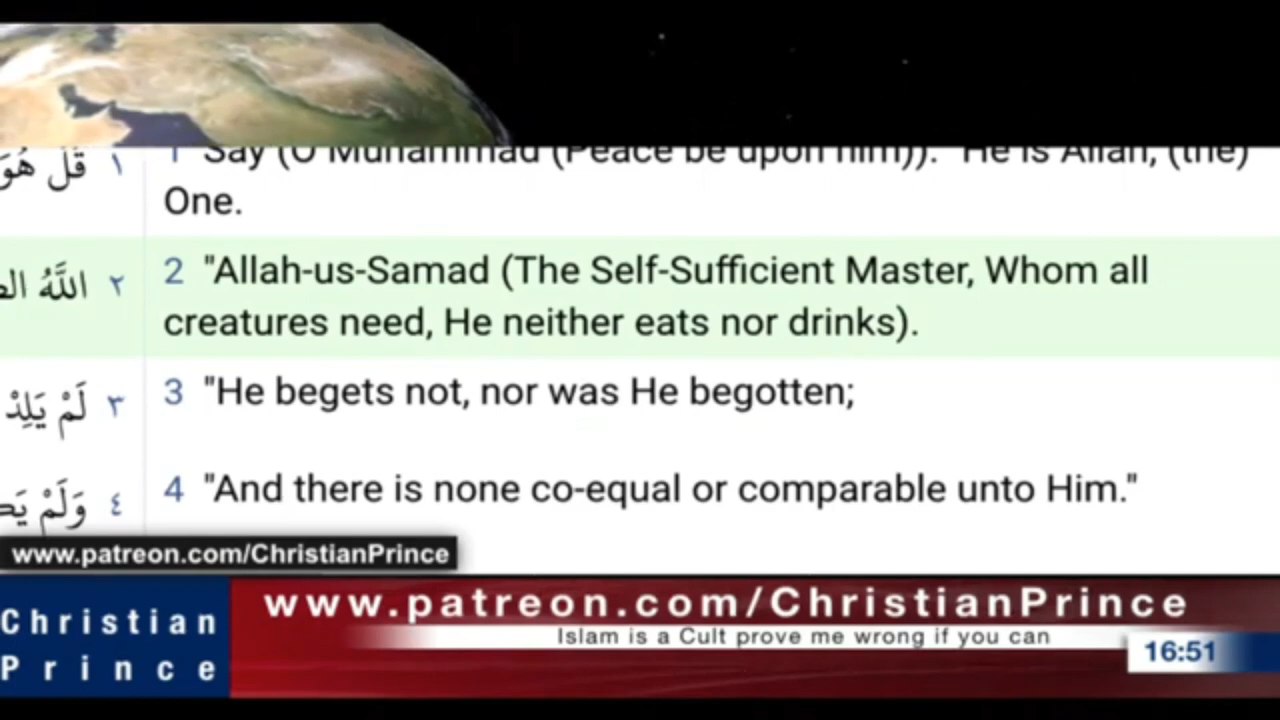 قُلْ هُوَ ١
1 Say (O Muhammad (Peace be upon him)): "He is Allah, (the)
One.
اللَّهُ ٢
2 "Allah-us-Samad (The Self-Sufficient Master, Whom all
creatures need, He neither eats nor drinks).
لَمْ يَلِدْ ٣
3 "He begets not, nor was He begotten;
وَلَمْ ٤
4 "And there is none co-equal or comparable unto Him."
www.patreon.com/ChristianPrince
Christian
Prince
www.patreon.com/ChristianPrince
Islam is a Cult prove me wrong if you can
16:51